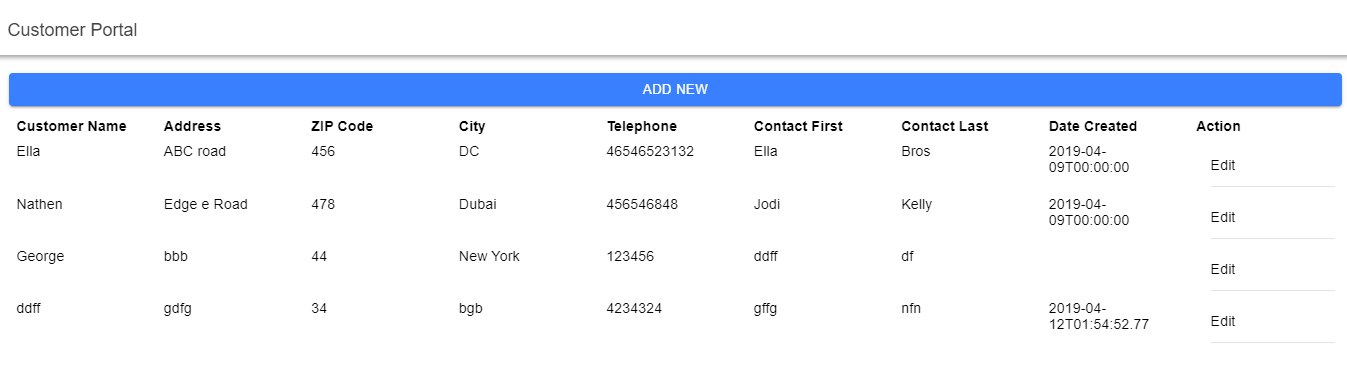 Customer Portal
ADD NEW
Customer Name Address ZIP Code City Telephone Contact First Contact Last Date Created Action
Ella ABC road 456 DC 46546523132 Ella Bros 2019-04-
09T00:00:00
Edit
Nathen Edge e Road 478 Dubai 456546848 Jodi Kelly 2019-04-
09T00:00:00
Edit
George bbb 44 New York 123456 ddff df
Edit
ddff gdfg 34 bgb 4234324 gffg nfn 2019-04-
12T01:54:52.77
Edit